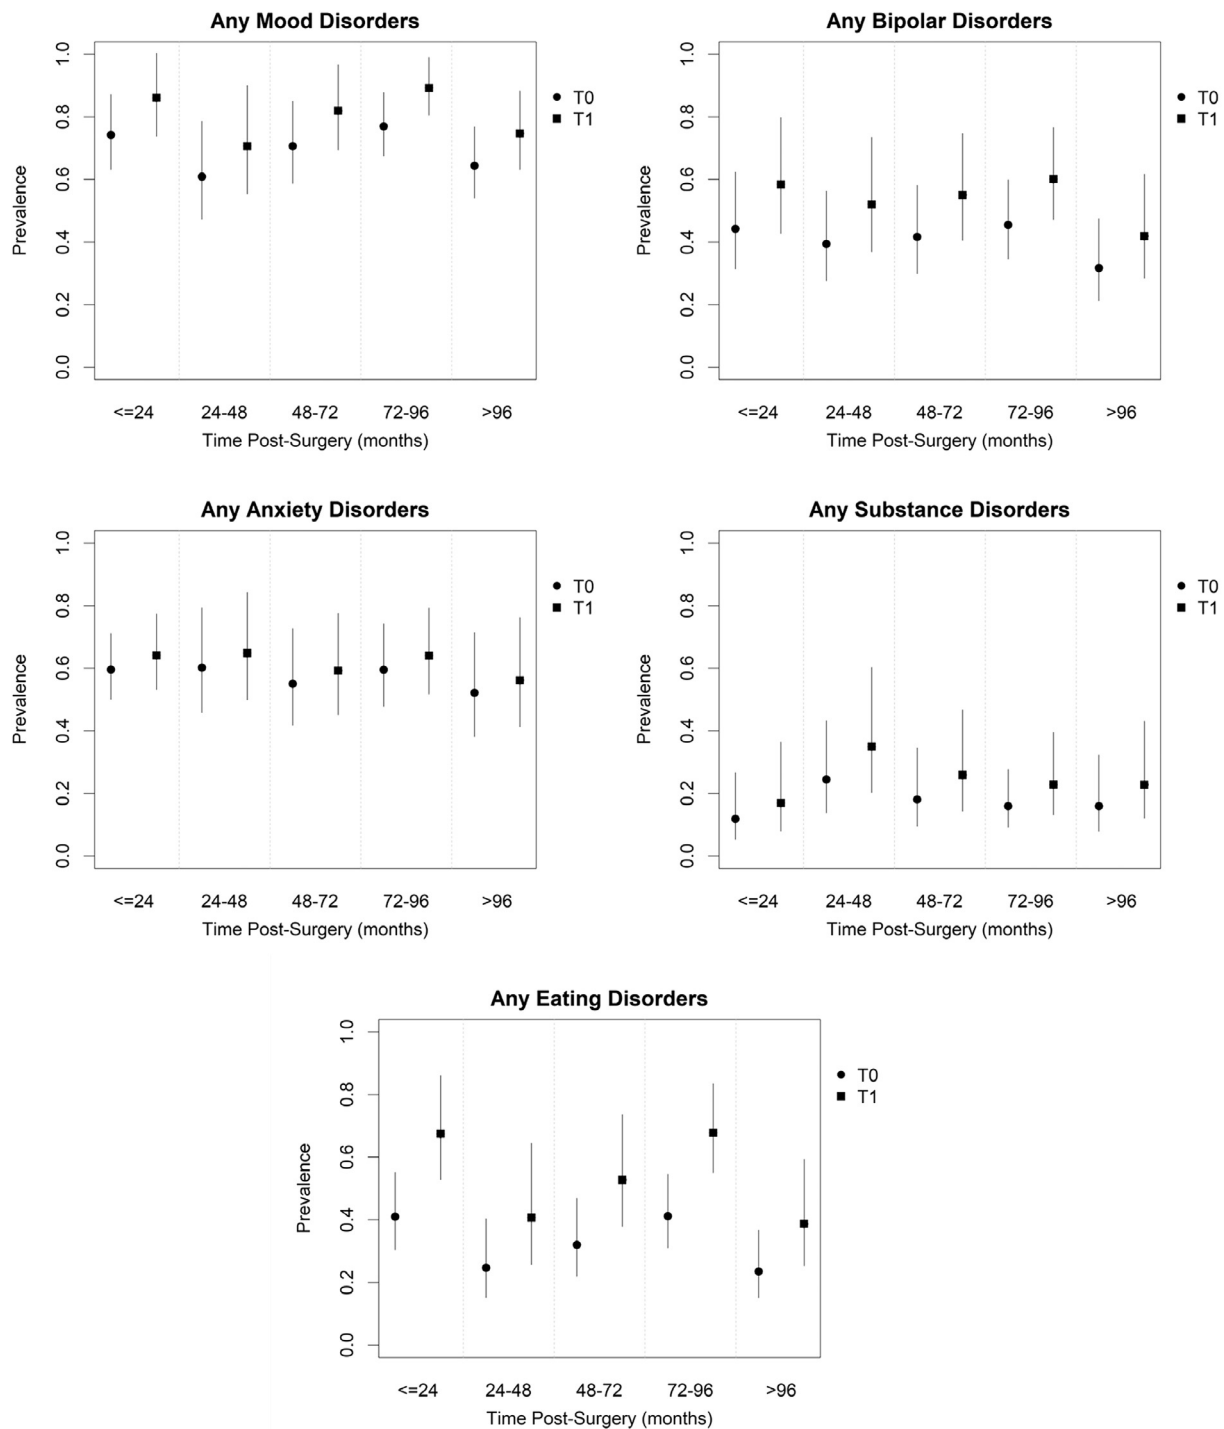 Any Mood Disorders
Prevalence
1.0
0.8
0.6
0.4
0.2
0.0
T0
T1
<=24 24-48 48-72 72-96 >96
Time Post-Surgery (months)
Any Bipolar Disorders
Prevalence
1.0
0.8
0.6
0.4
0.2
0.0
T0
T1
<=24 24-48 48-72 72-96 >96
Time Post-Surgery (months)
Any Anxiety Disorders
Prevalence
1.0
0.8
0.6
0.4
0.2
0.0
T0
T1
<=24 24-48 48-72 72-96 >96
Time Post-Surgery (months)
Any Substance Disorders
Prevalence
1.0
0.8
0.6
0.4
0.2
0.0
T0
T1
<=24 24-48 48-72 72-96 >96
Time Post-Surgery (months)
Any Eating Disorders
Prevalence
1.0
0.8
0.6
0.4
0.2
0.0
T0
T1
<=24 24-48 48-72 72-96 >96
Time Post-Surgery (months)